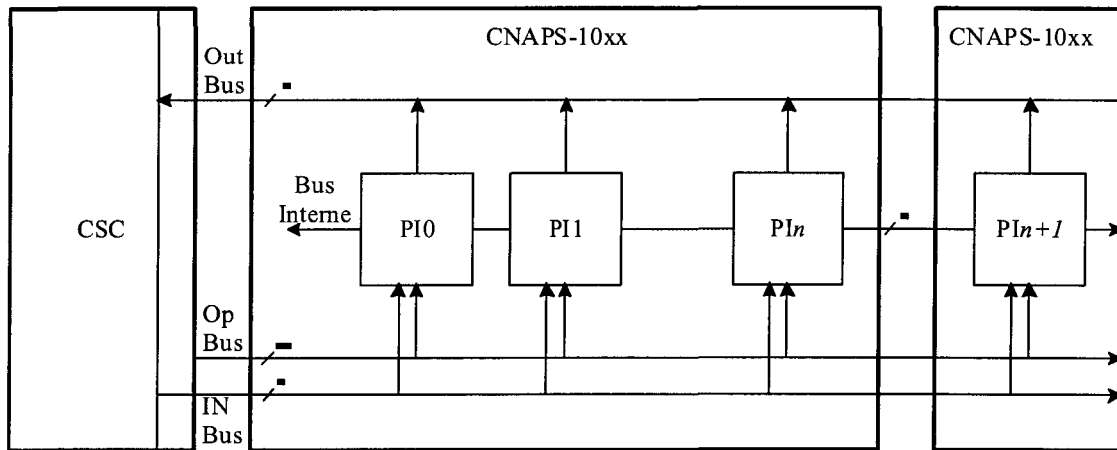 CNAPS-10xx
CNAPS-10xx
Out
Bus
Bus
Interne
CSC
PI0
PI1
PIn
PIn+1
Op
Bus
IN
Bus